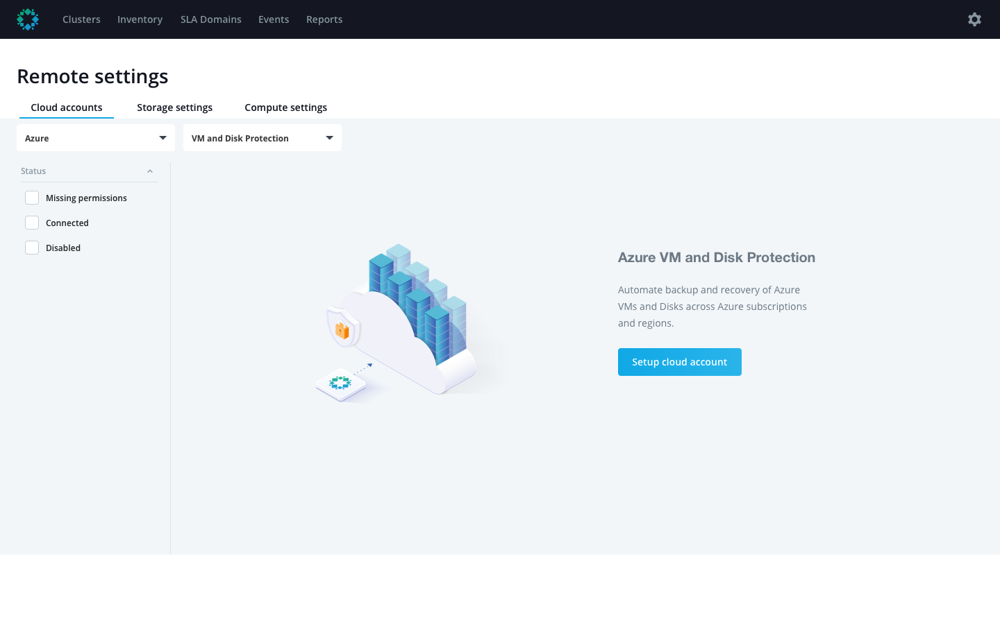 Clusters Inventory SLA Domains Events Reports
Remote settings
Cloud accounts Storage settings Compute settings
Azure VM and Disk Protection
Status
Missing permissions
Connected
Disabled
Azure VM and Disk Protection
Automate backup and recovery of Azure
VMs and Disks across Azure subscriptions
and regions.
Setup cloud account